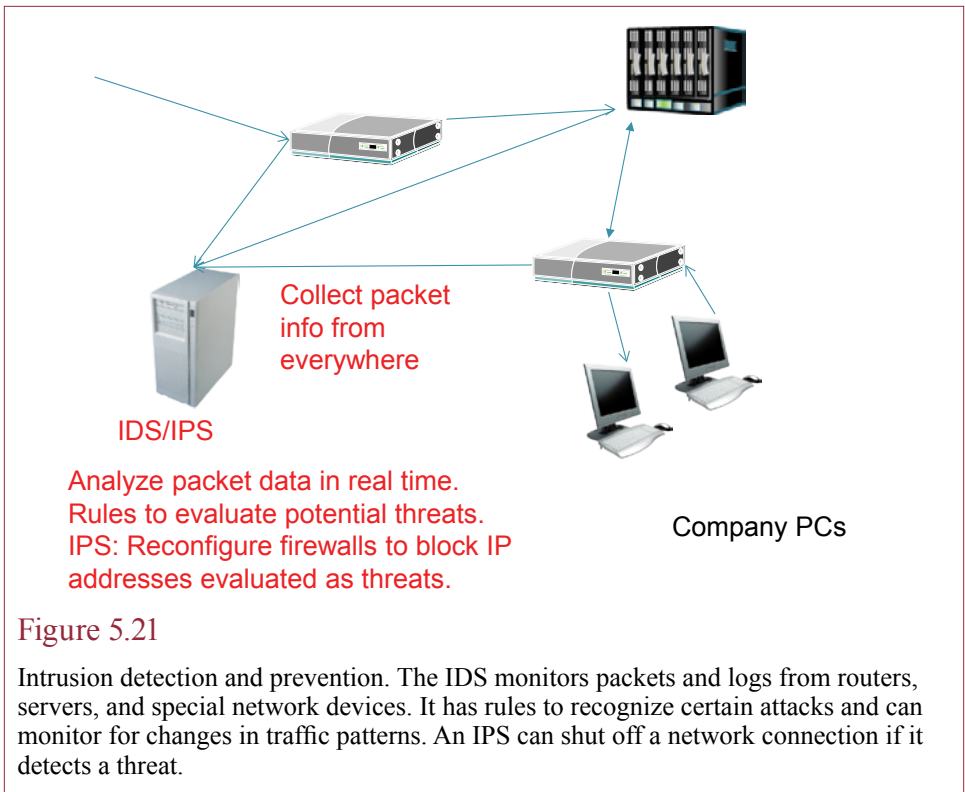 Collect packet
info from
everywhere
IDS/IPS
Analyze packet data in real time.
Rules to evaluate potential threats.
IPS: Reconfigure firewalls to block IP
addresses evaluated as threats.
Company PCs
Figure 5.21
Intrusion detection and prevention. The IDS monitors packets and logs from routers,
servers, and special network devices. It has rules to recognize certain attacks and can
monitor for changes in traffic patterns. An IPS can shut off a network connection if it
detects a threat.